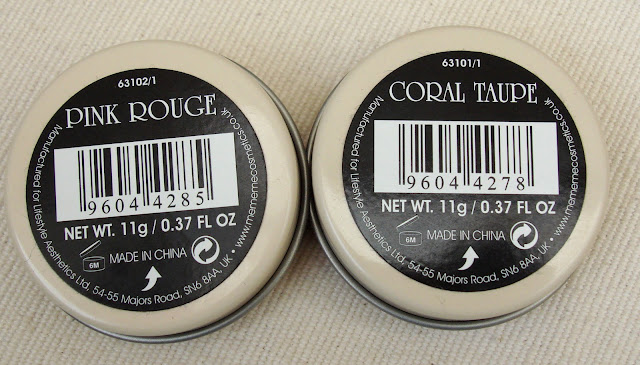 63102/1
PINK ROUGE
9604 4285
NET WT. 11g / 0.37 FL OZ
6M
MADE IN CHINA
Manufactured for Lifestyle Aesthetics Ltd, 54-55 Majors Road, SN6 8AA, UK • www.mememecosmetics.co.uk
63101/1
CORAL TAUPE
9604 4278
NET WT. 11g / 0.37 FL OZ
6M
MADE IN CHINA
Manufactured for Lifestyle Aesthetics Ltd, 54-55 Majors Road, SN6 8AA, UK • www.mememecosmetics.co.uk